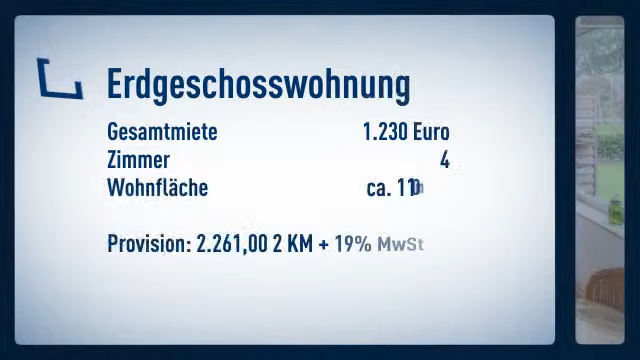 Erdgeschosswohnung
Gesamtmiete 1.230 Euro
Zimmer 4
Wohnfläche ca.
Provision: 2.261,00 2 KM + 19% MwSt